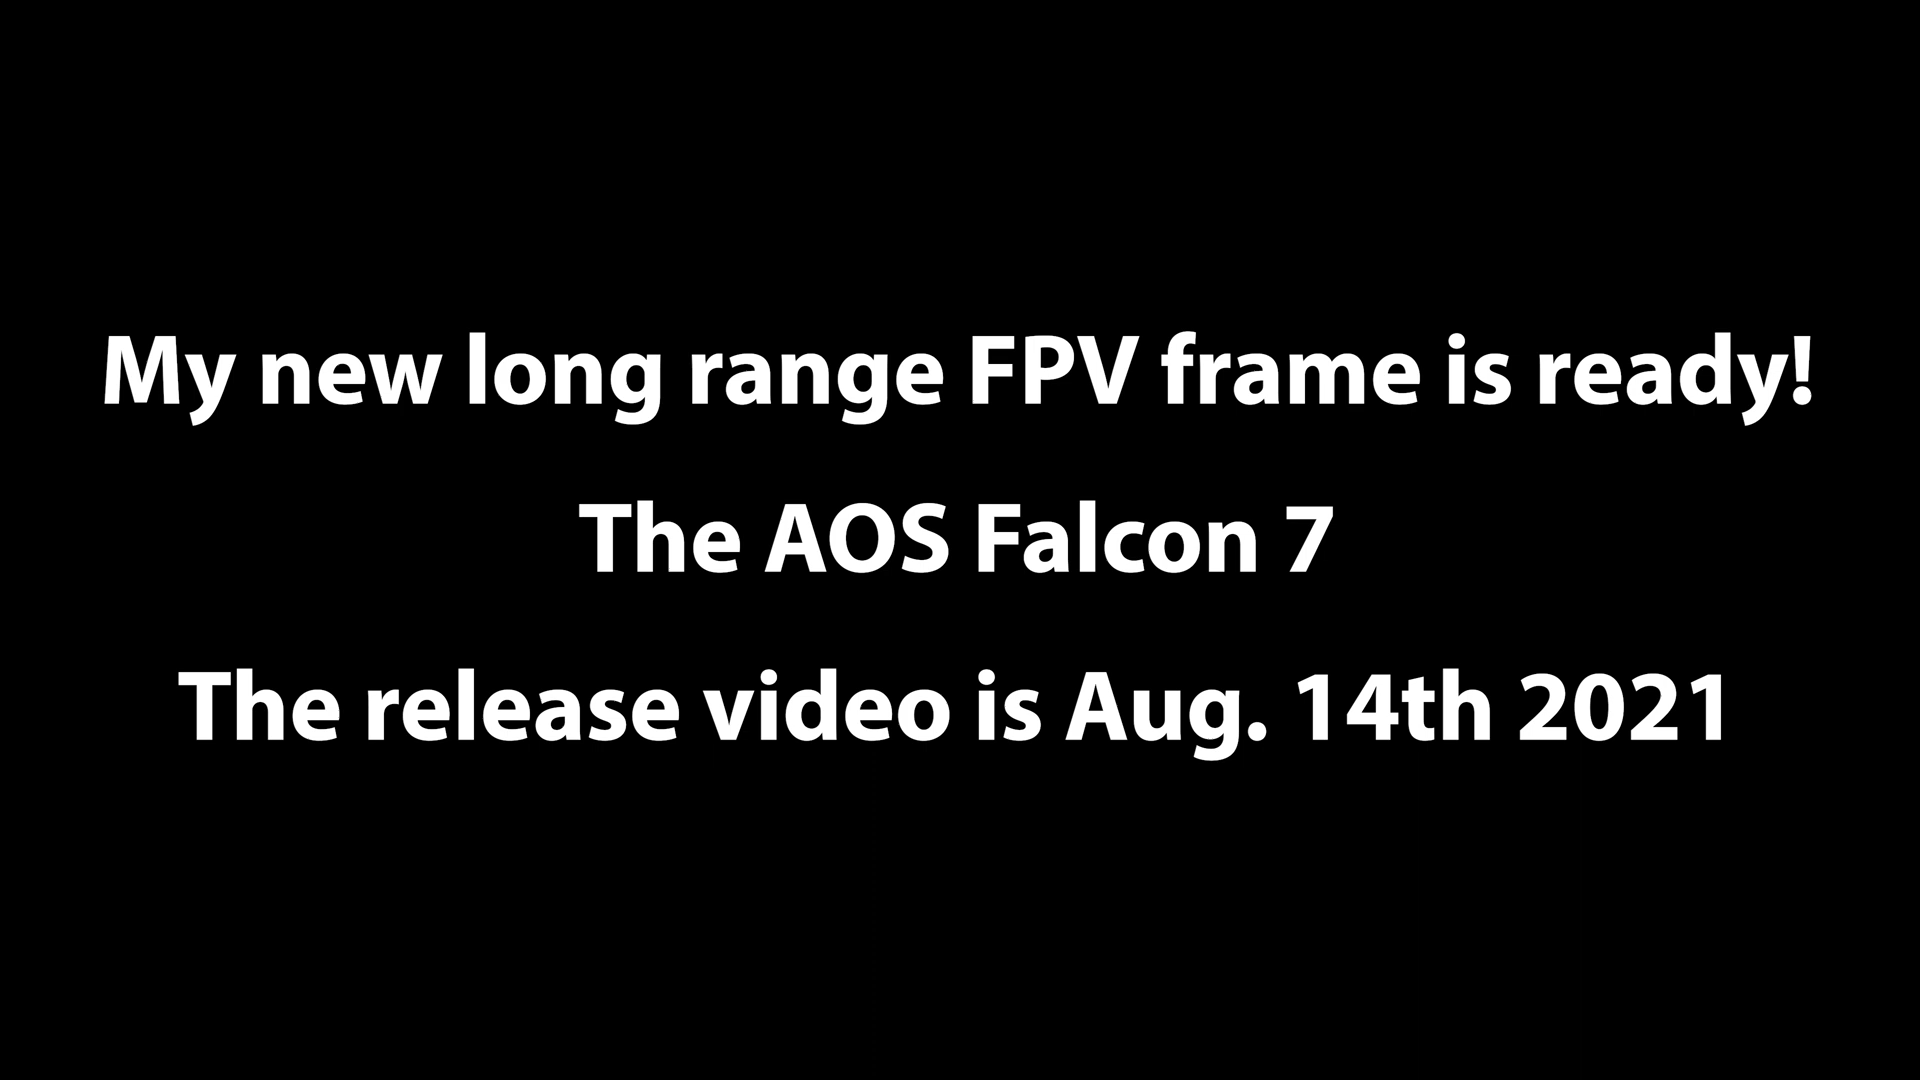 My new long range FPV frame is ready!
The AOS Falcon 7
The release video is Aug. 14th 2021